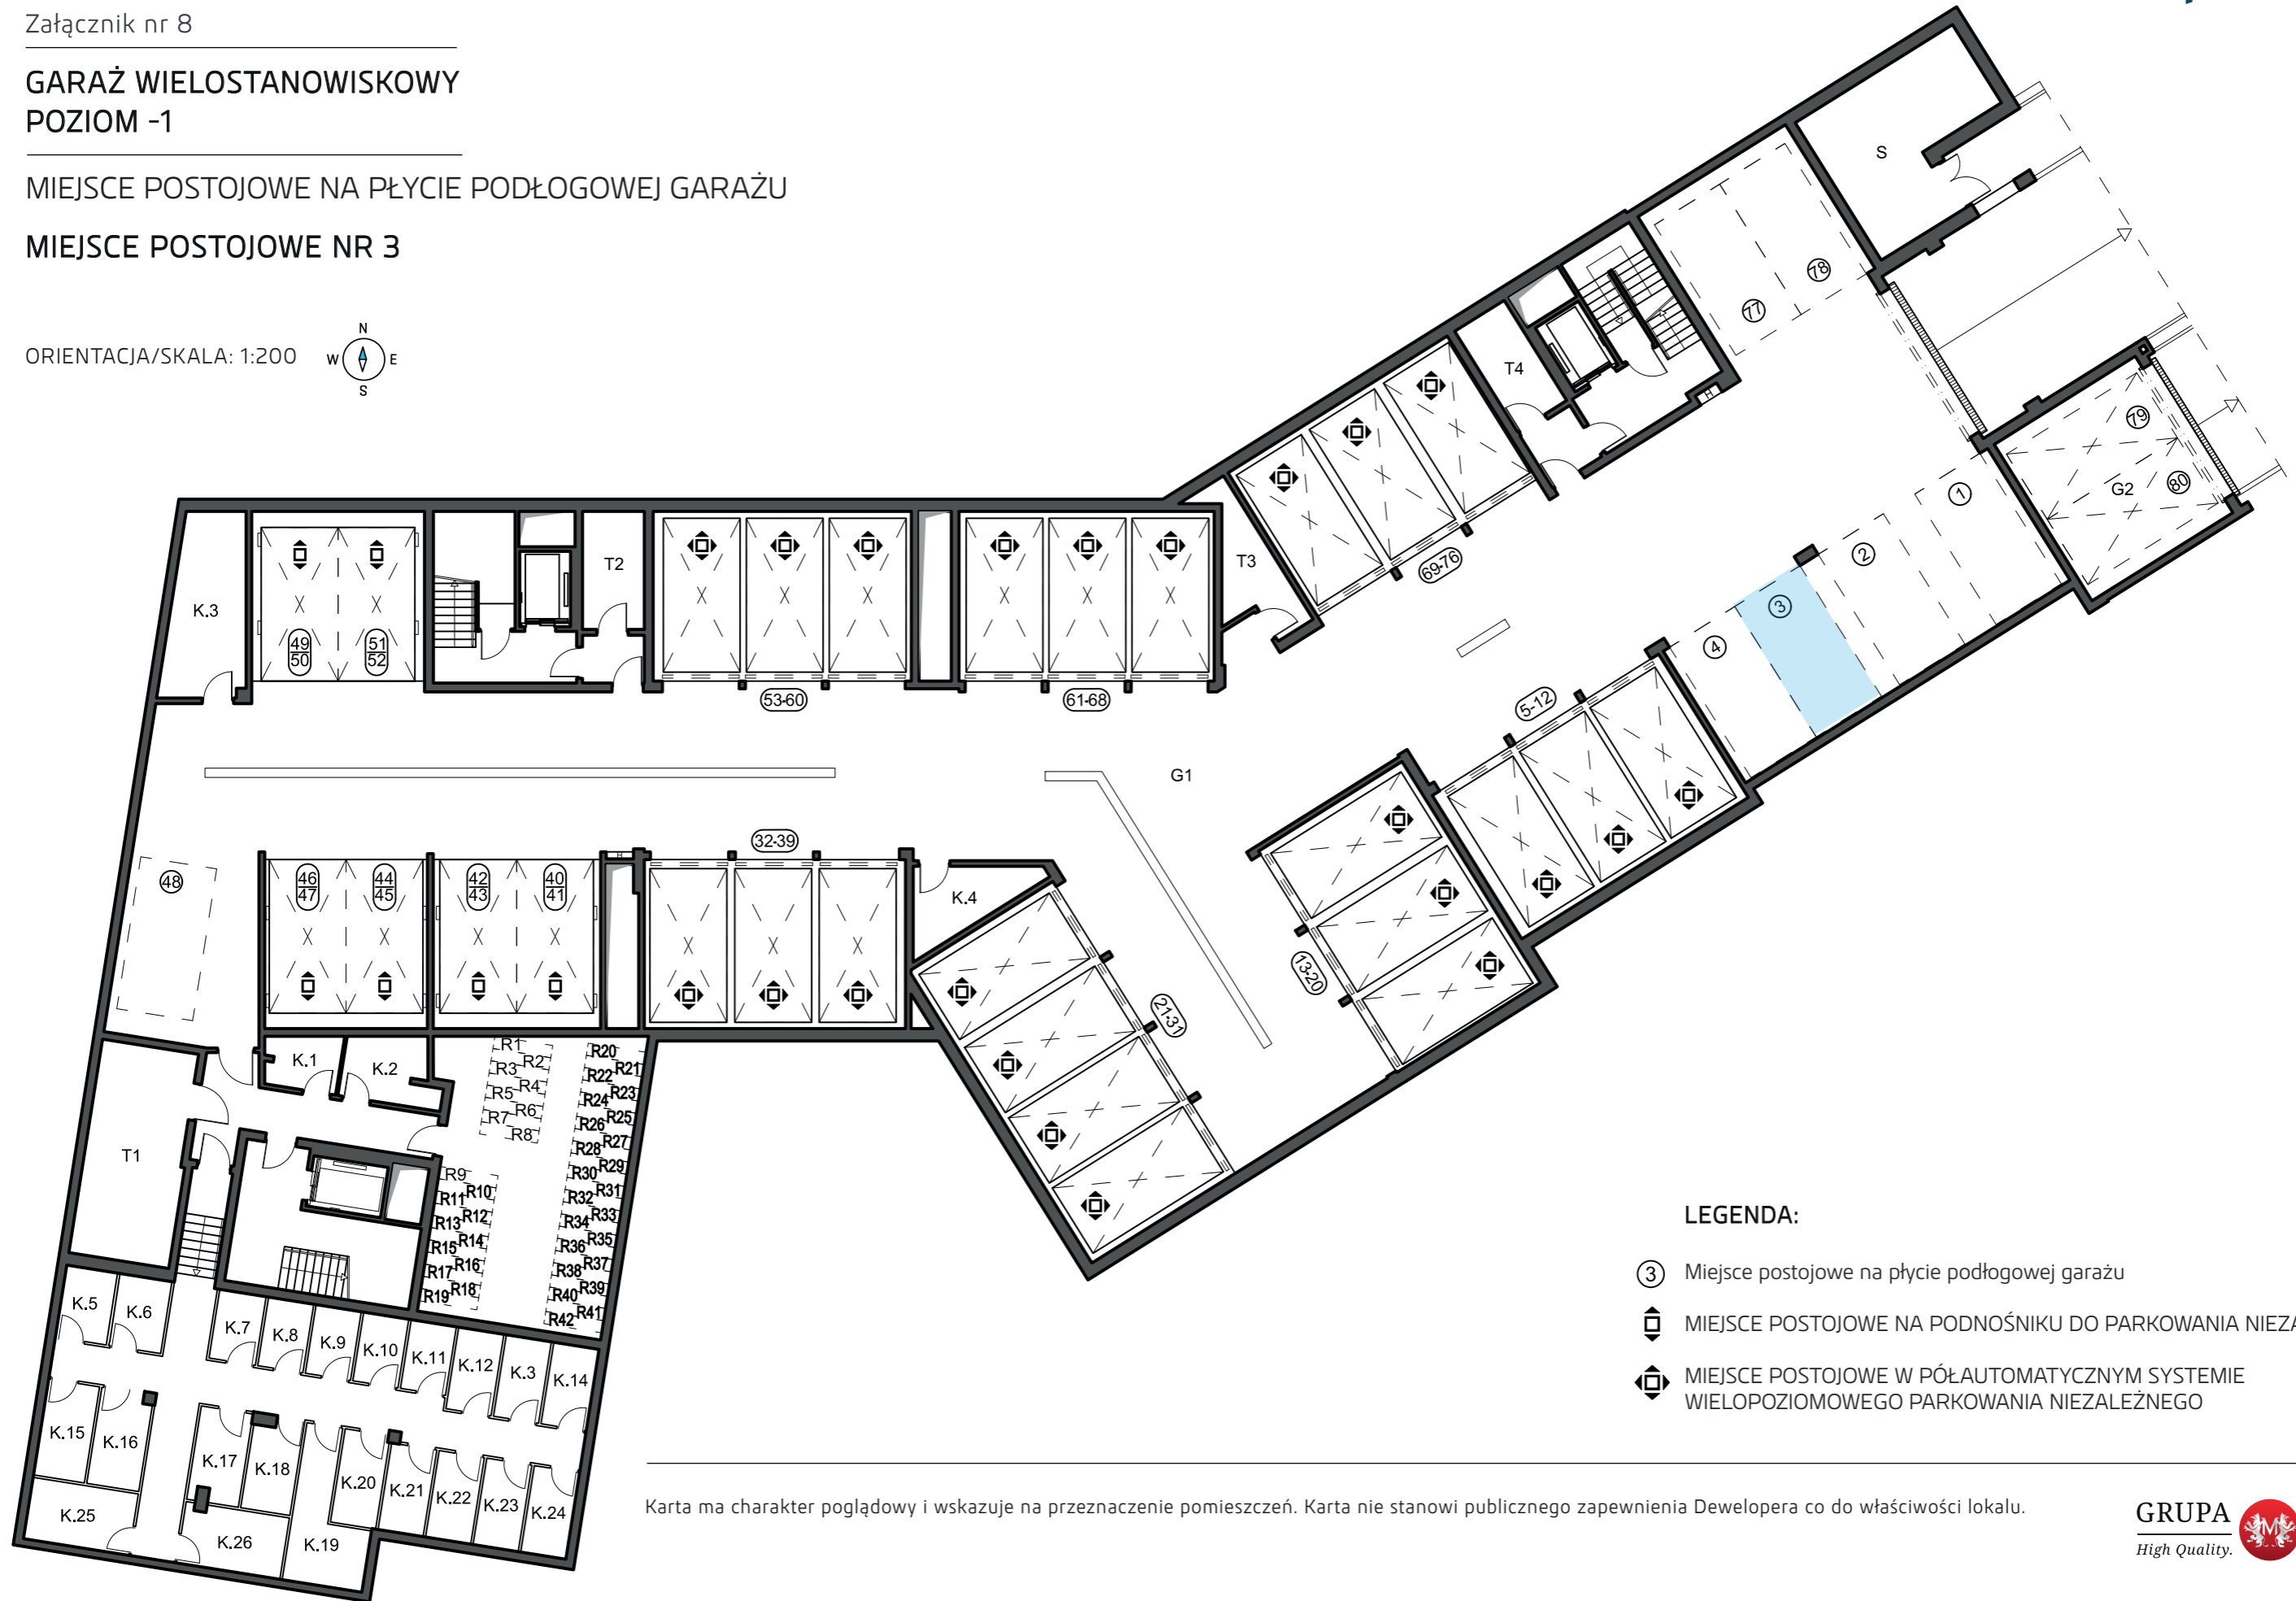 Załącznik nr 8
GARAŻ WIELOSTANOWISKOWY
POZIOM -1
MIEJSCE POSTOJOWE NA PŁYCIE PODŁOGOWEJ GARAŻU
MIEJSCE POSTOJOWE NR 3
ORIENTACJA/SKALA: 1:200
N
W E
S
S
78
77
T4
H
79
80
G2
1
2
3
4
69-76
T3
T2
K.3
49
50
51
52
53-60
61-68
5-12
G1
32-39
48
46
47
44
45
42
43
40
41
H
K.4
13-20
21-31
K.1
K.2
T1
R1
R2
R3
R4
R5
R6
R7
R8
R9
R10
R11
R12
R13
R14
R15
R16
R17
R18
R19
R20
R21
R22
R23
R24
R25
R26
R27
R28
R29
R30
R31
R32
R33
R34
R35
R36
R37
R38
R39
R40
R41
R42
K.5
K.6
K.7
K.8
K.9
K.10
K.11
K.12
K.3
K.14
K.15
K.16
K.17
K.18
K.20
K.21
K.22
K.23
K.24
K.25
K.26
K.19
LEGENDA:
3 Miejsce postojowe na płycie podłogowej garażu
MIEJSCE POSTOJOWE NA PODNOŚNIKU DO PARKOWANIA NIEZA
MIEJSCE POSTOJOWE W PÓŁAUTOMATYCZNYM SYSTEMIE
WIELOPOZIOMOWEGO PARKOWANIA NIEZALEŻNEGO
Karta ma charakter poglądowy i wskazuje na przeznaczenie pomieszczeń. Karta nie stanowi publicznego zapewnienia Dewelopera co do właściwości lokalu.
GRUPA
M
High Quality.